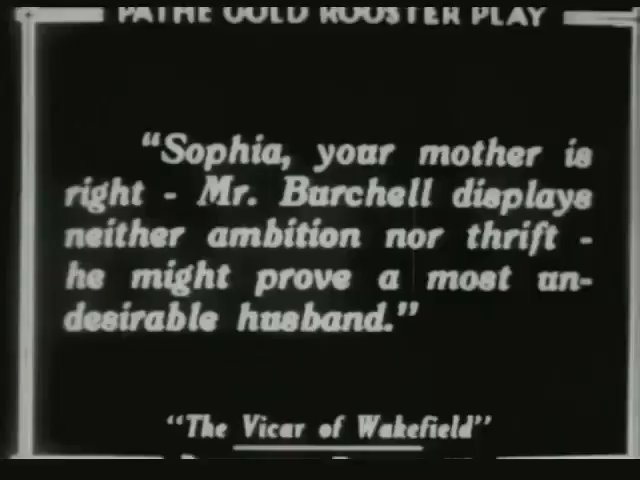 PATHE GOLD ROOSTER PLAY
"Sophia, your mother is
right - Mr. Burchell displays
neither ambition nor thrift -
he might prove a most un-
desirable husband."
"The Vicar of Wakefield"